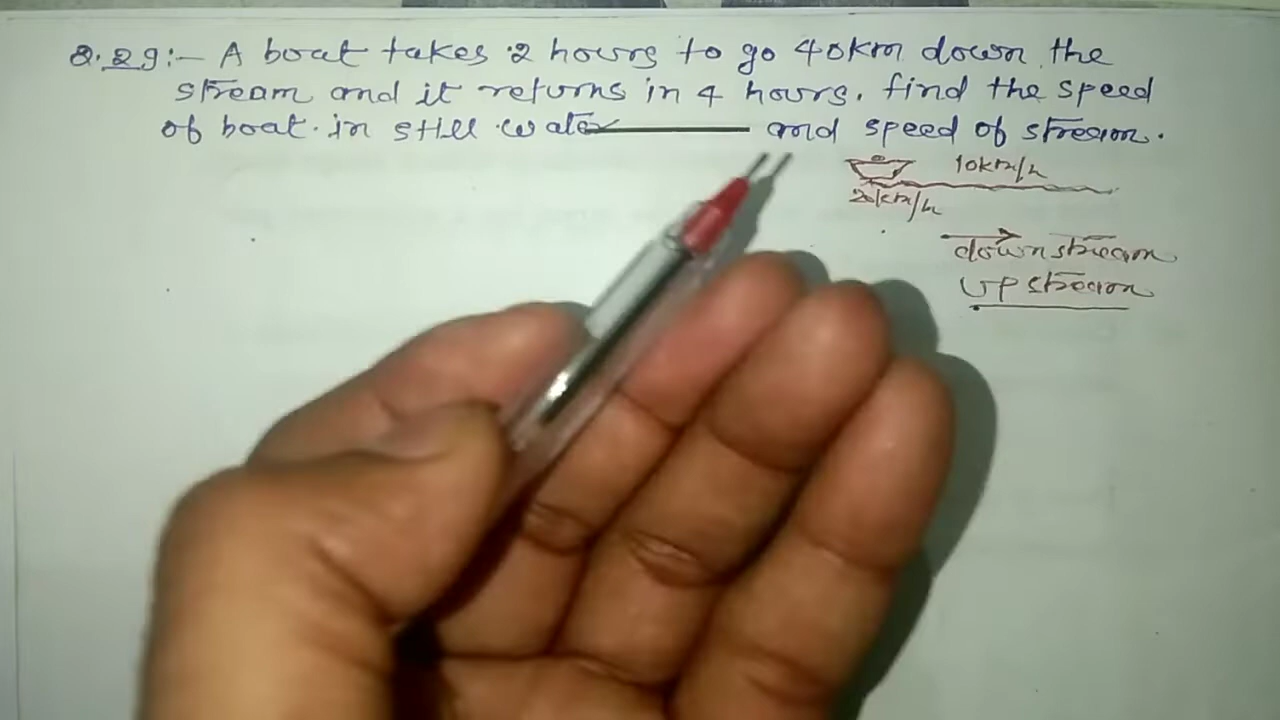 Q.29:- A boat takes 2 hours to go 40km down the
stream and it returns in 4 hours. find the speed
of boat in still water and speed of stream.
10km/h
20km/h
downstream
Upstream